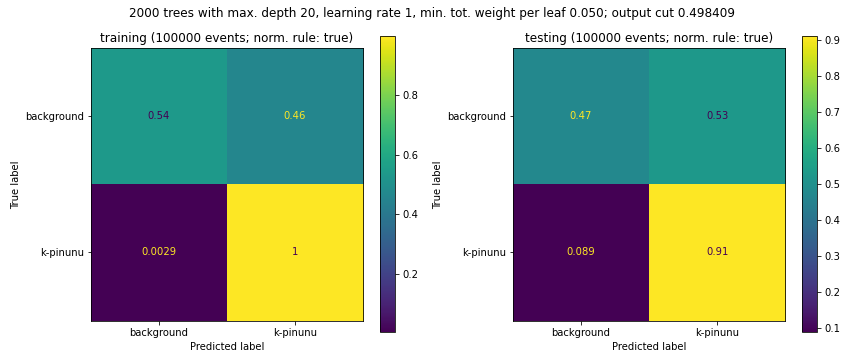 2000 trees with max. depth 20, learning rate 1, min. tot. weight per leaf 0.050; output cut 0.498409
training (100000 events; norm. rule: true)
background
k-pinunu
True label
0.54
0.46
0.0029
1
background
k-pinunu
Predicted label
0.8
0.6
0.4
0.2
testing (100000 events; norm. rule: true)
background
k-pinunu
True label
0.47
0.53
0.089
0.91
background
k-pinunu
Predicted label
0.9
0.8
0.7
0.6
0.5
0.4
0.3
0.2
0.1